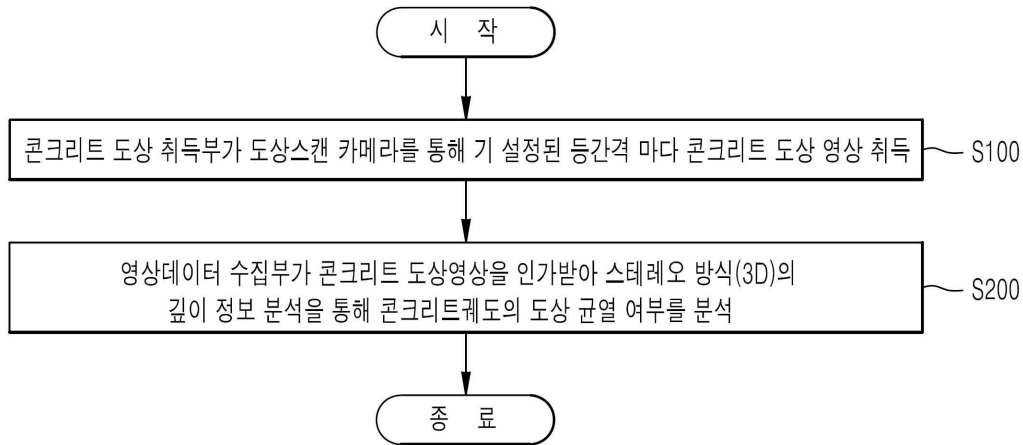 시 작
콘크리트 도상 취득부가 도상스캔 카메라를 통해 기 설정된 등간격 마다 콘크리트 도상 영상 취득
S100
영상데이터 수집부가 콘크리트 도상영상을 인가받아 스테레오 방식(3D)의
깊이 정보 분석을 통해 콘크리트궤도의 도상 균열 여부를 분석
S200
종 료